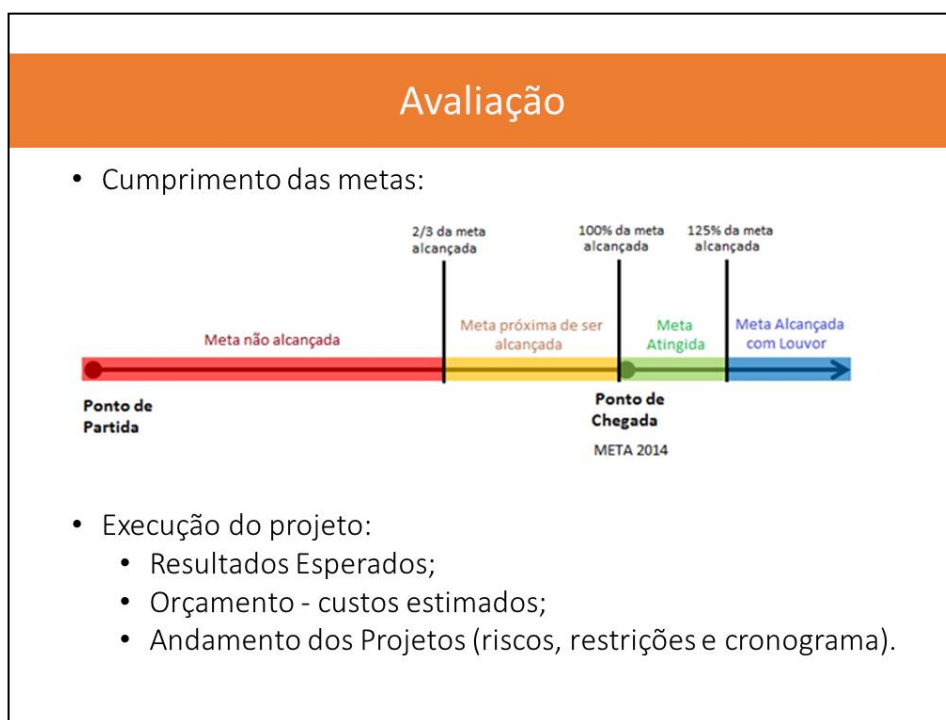 Avaliação
• Cumprimento das metas:
2/3 da meta
alcançada
100% da meta
alcançada
125% da meta
alcançada
Meta não alcançada
Meta próxima de ser
alcançada
Meta
Atingida
Meta Alcançada
com Louvor
Ponto de
Partida
Ponto de
Chegada
META 2014
• Execução do projeto:
• Resultados Esperados;
• Orçamento - custos estimados;
• Andamento dos Projetos (riscos, restrições e cronograma).